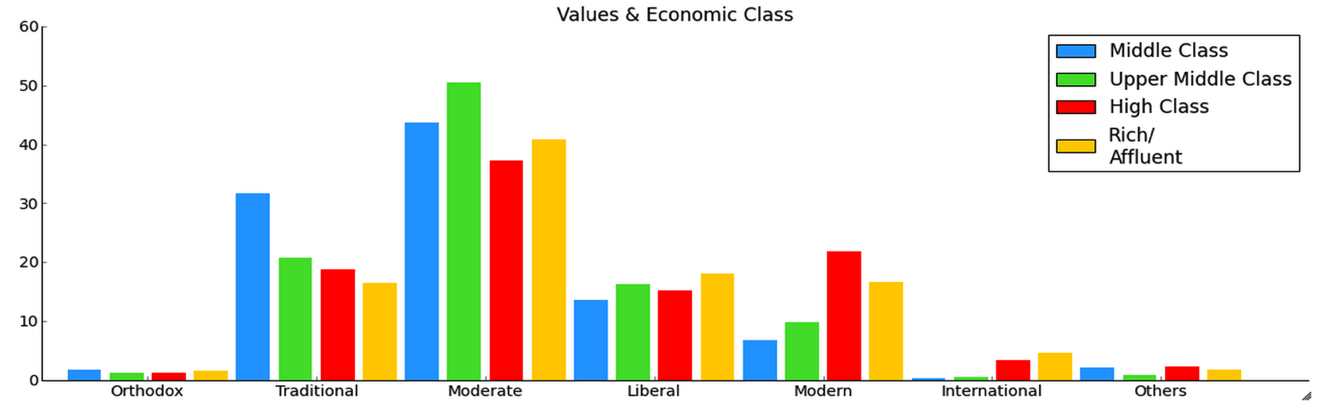 Values & Economic Class
60
50
40
30
20
10
0
Orthodox Traditional Moderate Liberal Modern International Others
Middle Class
Upper Middle Class
High Class
Rich/
Affluent